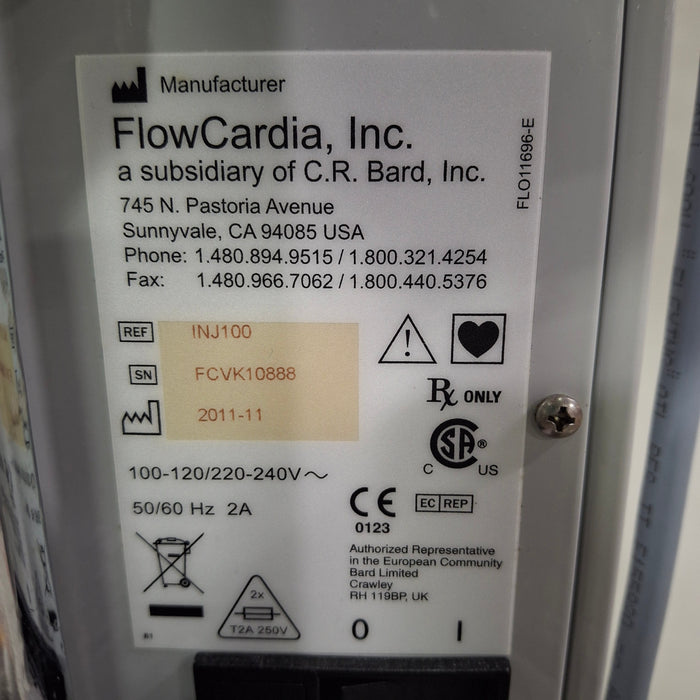 Manufacturer
FlowCardia, Inc.
a subsidiary of C.R. Bard, Inc.
745 N. Pastoria Avenue
Sunnyvale, CA 94085 USA
Phone: 1.480.894.9515 / 1.800.321.4254
Fax: 1.480.966.7062 / 1.800.440.5376
FLO11696-E
REF INJ100
SN FCVK10888
2011-11
!
Rx ONLY
CSA®
C US
100-120/220-240V~
50/60 Hz 2A
CE
0123
EC REP
Authorized Representative
in the European Community
Bard Limited
Crawley
RH 119BP, UK
2x
T2A 250V
0 I